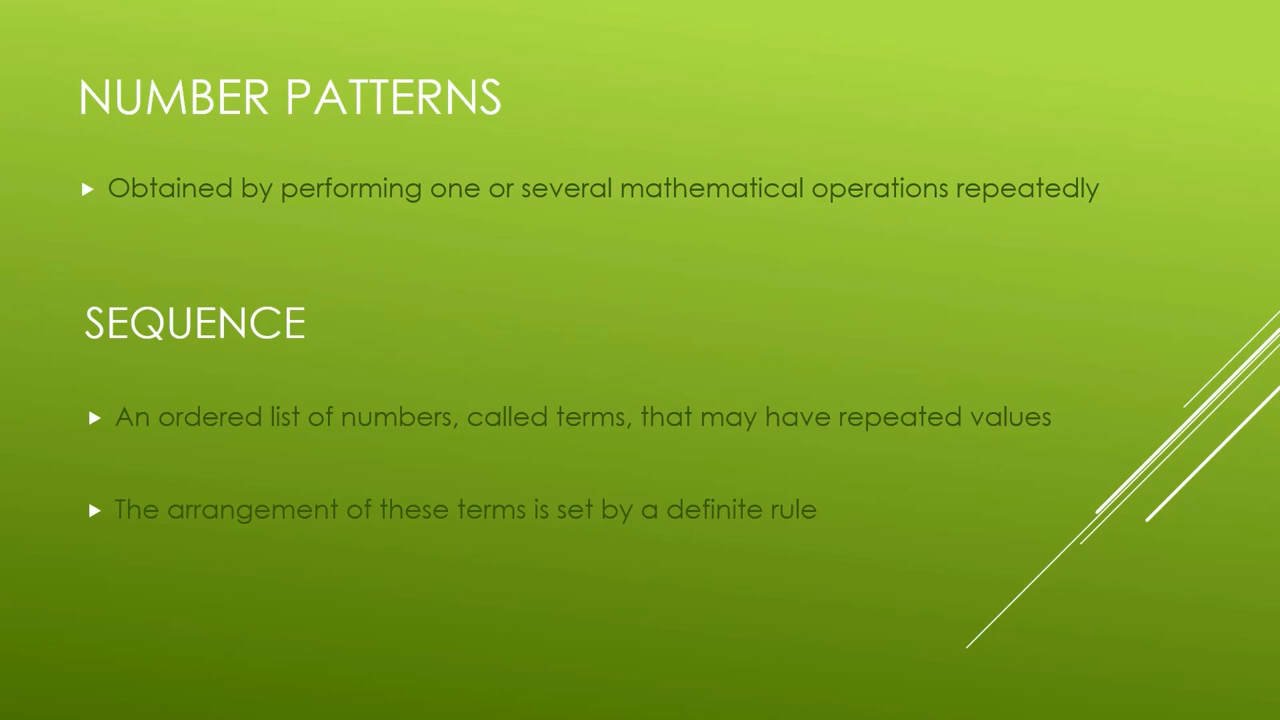 NUMBER PATTERNS
Obtained by performing one or several mathematical operations repeatedly
SEQUENCE
An ordered list of numbers, called terms, that may have repeated values
The arrangement of these terms is set by a definite rule